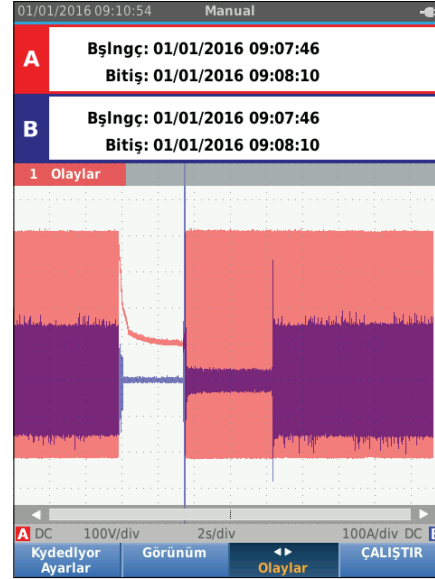 01/01/2016 09:10:54 Manual
A
Bşlngç: 01/01/2016 09:07:46
Bitiş: 01/01/2016 09:08:10
B
Bşlngç: 01/01/2016 09:07:46
Bitiş: 01/01/2016 09:08:10
1 Olaylar
A DC 100V/div 2s/div 100A/div DC B
Kydedlyor Ayarlar
Görünüm
Olaylar
ÇALIŞTIR